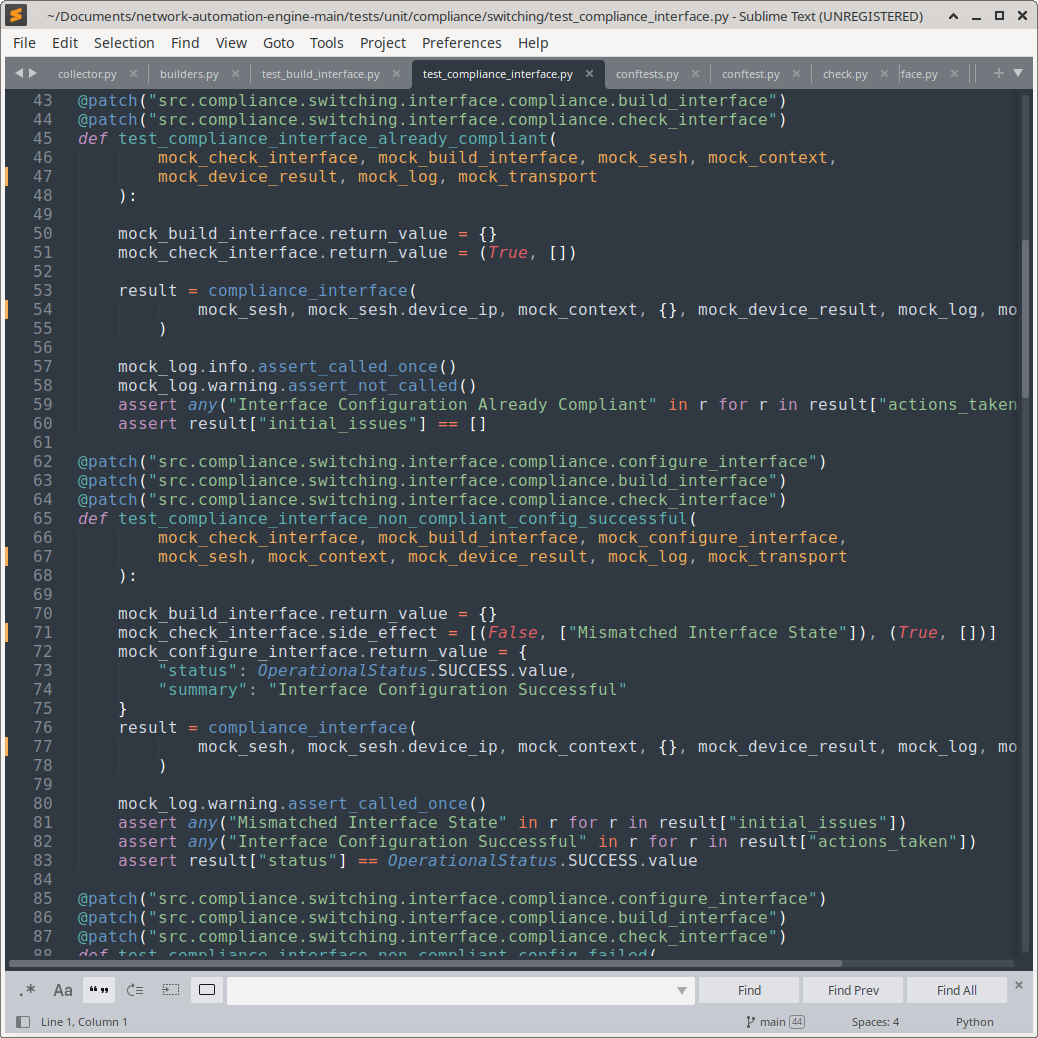 ~/Documents/network-automation-engine-main/tests/unit/compliance/switching/test_compliance_interface.py - Sublime Text (UNREGISTERED)
File Edit Selection Find View Goto Tools Project Preferences Help
collector.py × builders.py × test_build_interface.py × test_compliance_interface.py × conftests.py × conftest.py × check.py × face.py × +
43 @patch("src.compliance.switching.interface.compliance.build_interface")
44 @patch("src.compliance.switching.interface.compliance.check_interface")
45 def test_compliance_interface_already_compliant(
46         mock_check_interface, mock_build_interface, mock_sesh, mock_context,
47         mock_device_result, mock_log, mock_transport
48     ):
49
50     mock_build_interface.return_value = {}
51     mock_check_interface.return_value = (True, [])
52
53     result = compliance_interface(
54             mock_sesh, mock_sesh.device_ip, mock_context, {}, mock_device_result, mock_log, mo
55         )
56
57     mock_log.info.assert_called_once()
58     mock_log.warning.assert_not_called()
59     assert any("Interface Configuration Already Compliant" in r for r in result["actions_taken
60     assert result["initial_issues"] == []
61
62 @patch("src.compliance.switching.interface.compliance.configure_interface")
63 @patch("src.compliance.switching.interface.compliance.build_interface")
64 @patch("src.compliance.switching.interface.compliance.check_interface")
65 def test_compliance_interface_non_compliant_config_successful(
66         mock_check_interface, mock_build_interface, mock_configure_interface,
67         mock_sesh, mock_context, mock_device_result, mock_log, mock_transport
68     ):
69
70     mock_build_interface.return_value = {}
71     mock_check_interface.side_effect = [(False, ["Mismatched Interface State"]), (True, [])]
72     mock_configure_interface.return_value = {
73         "status": OperationalStatus.SUCCESS.value,
74         "summary": "Interface Configuration Successful"
75     }
76     result = compliance_interface(
77             mock_sesh, mock_sesh.device_ip, mock_context, {}, mock_device_result, mock_log, mo
78         )
79
80     mock_log.warning.assert_called_once()
81     assert any("Mismatched Interface State" in r for r in result["initial_issues"])
82     assert any("Interface Configuration Successful" in r for r in result["actions_taken"])
83     assert result["status"] == OperationalStatus.SUCCESS.value
84
85 @patch("src.compliance.switching.interface.compliance.configure_interface")
86 @patch("src.compliance.switching.interface.compliance.build_interface")
87 @patch("src.compliance.switching.interface.compliance.check_interface")
88 def test_compliance_interface_non_compliant_config_failed(
.* Aa “” Find Find Prev Find All ×
Line 1, Column 1 main 44 Spaces: 4 Python